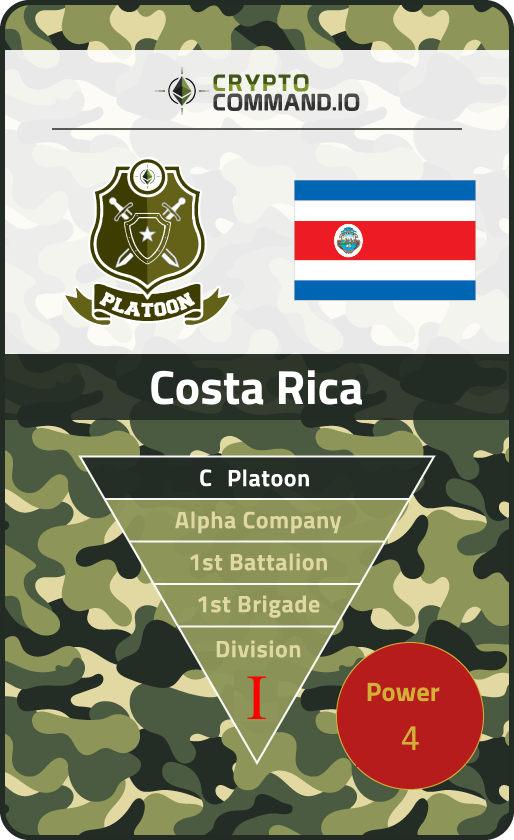 CRYPTO
COMMAND.IO
PLATOON
Costa Rica
C Platoon
Alpha Company
1st Battalion
1st Brigade
Division
I
Power
4